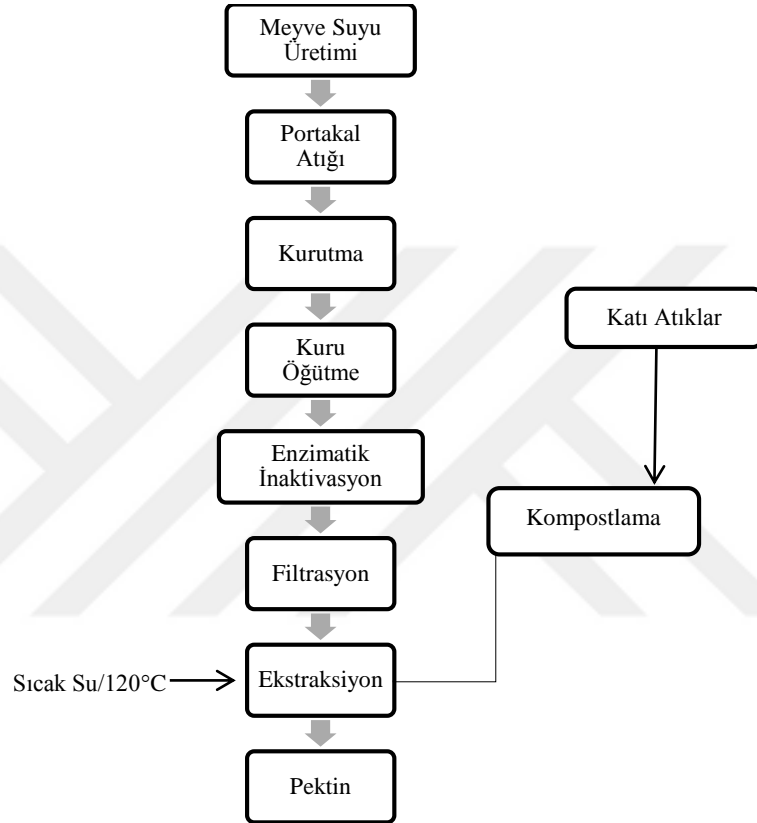 Meyve Suyu
Üretimi
Portakal
Atığı
Kurutma
Kuru
Öğütme
Enzimatik
İnaktivasyon
Filtrasyon
Sıcak Su/120°C
Ekstraksiyon
Pektin
Katı Atıklar
Kompostlama